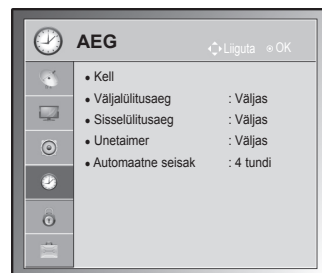 AEG
Liiguta OK
• Kell
• Väljalülitusaeg : Väljas
• Sisselülitusaeg : Väljas
• Unetaimer : Väljas
• Automaatne seisak : 4 tundi